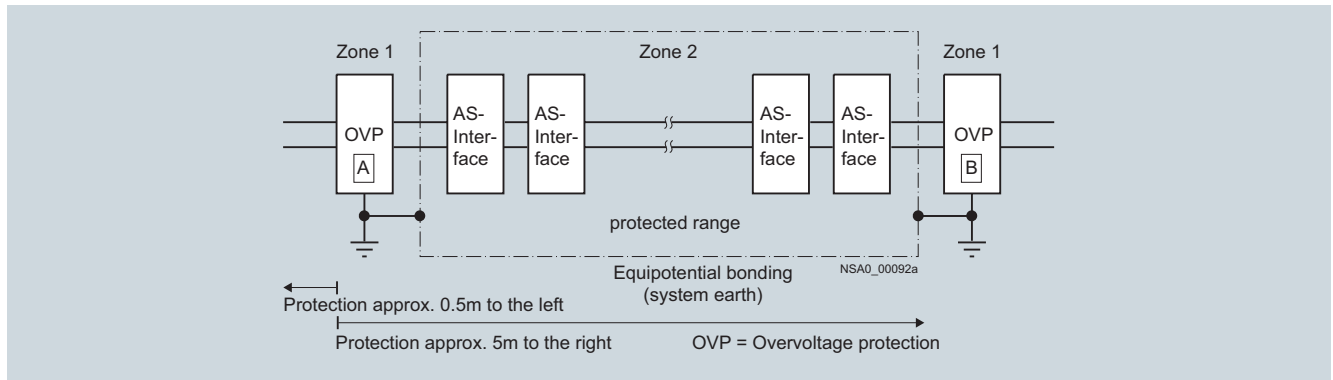 Zone 1
Zone 2
Zone 1
OVP
A
AS-
Inter-
face
AS-
Inter-
face
AS-
Inter-
face
AS-
Inter-
face
OVP
B
protected range
NSA0_00092a
Equipotential bonding
(system earth)
Protection approx. 0.5m to the left
Protection approx. 5m to the right
OVP = Overvoltage protection